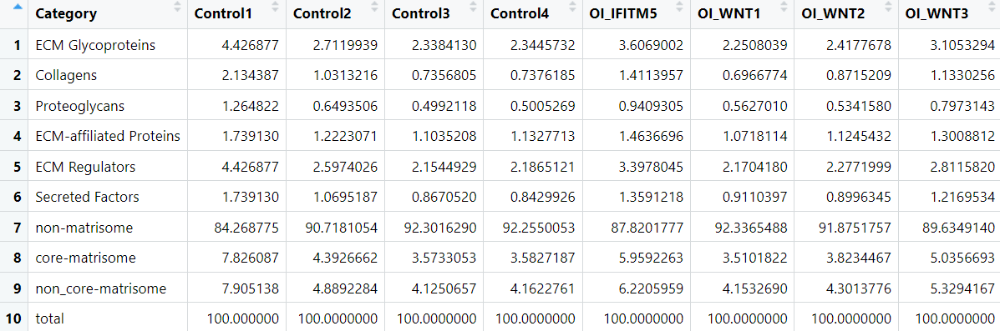 Category Control1 Control2 Control3 Control4 OI_IFITM5 OI_WNT1 OI_WNT2 OI_WNT3
1 ECM Glycoproteins 4.426877 2.7119939 2.3384130 2.3445732 3.6069002 2.2508039 2.4177678 3.1053294
2 Collagens 2.134387 1.0313216 0.7356805 0.7376185 1.4113957 0.6966774 0.8715209 1.1330256
3 Proteoglycans 1.264822 0.6493506 0.4992118 0.5005269 0.9409305 0.5627010 0.5341580 0.7973143
4 ECM-affiliated Proteins 1.739130 1.2223071 1.1035208 1.1327713 1.4636696 1.0718114 1.1245432 1.3008812
5 ECM Regulators 4.426877 2.5974026 2.1544929 2.1865121 3.3978045 2.1704180 2.2771999 2.8115820
6 Secreted Factors 1.739130 1.0695187 0.8670520 0.8429926 1.3591218 0.9110397 0.8996345 1.2169534
7 non-matrisome 84.268775 90.7181054 92.3016290 92.2550053 87.8201777 92.3365488 91.8751757 89.6349140
8 core-matrisome 7.826087 4.3926662 3.5733053 3.5827187 5.9592263 3.5101822 3.8234467 5.0356693
9 non_core-matrisome 7.905138 4.8892284 4.1250657 4.1622761 6.2205959 4.1532690 4.3013776 5.3294167
10 total 100.000000 100.0000000 100.0000000 100.0000000 100.0000000 100.0000000 100.0000000 100.0000000